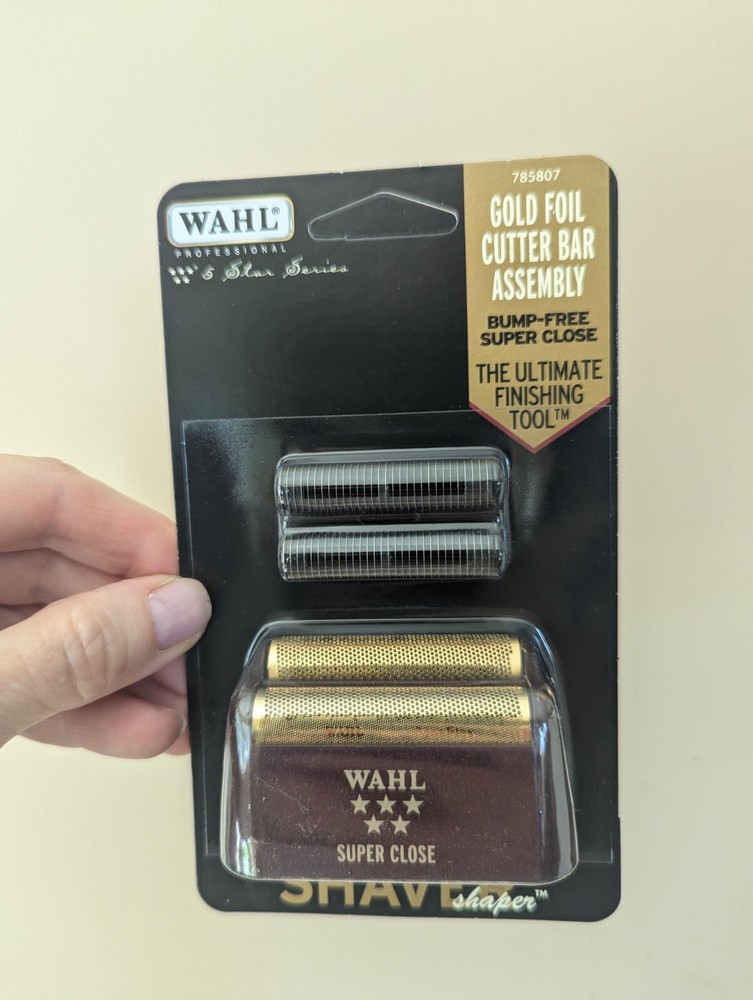 WAHL®
PROFESSIONAL
5 Star Series
785807
GOLD FOIL
CUTTER BAR
ASSEMBLY
BUMP-FREE
SUPER CLOSE
THE ULTIMATE
FINISHING
TOOL™
WAHL
SUPER CLOSE
SHAVER
shaper™